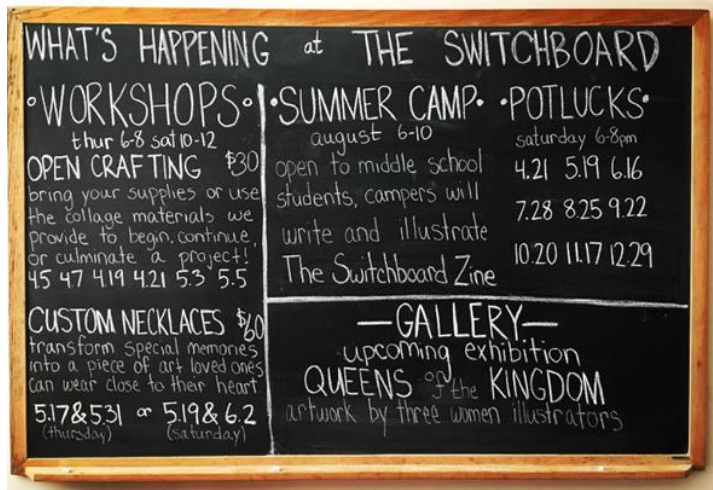 WHAT'S HAPPENING at THE SWITCHBOARD
•WORKSHOPS•
thur 6-8 sat 10-12
OPEN CRAFTING $30
bring your supplies or use
the collage materials we
provide to begin, continue,
or culminate a project!
4.5 4.7 4.19 4.21 5.3 5.5
CUSTOM NECKLACES $60
transform special memories
into a piece of art loved ones
can wear close to their heart
5.17 & 5.31 or 5.19 & 6.2
(thursday) (saturday)
•SUMMER CAMP•
august 6-10
open to middle school
students, campers will
write and illustrate
The Switchboard Zine
•POTLUCKS•
saturday 6-8pm
4.21 5.19 6.16
7.28 8.25 9.22
10.20 11.17 12.29
—GALLERY—
upcoming exhibition
QUEENS of the KINGDOM
artwork by three women illustrators